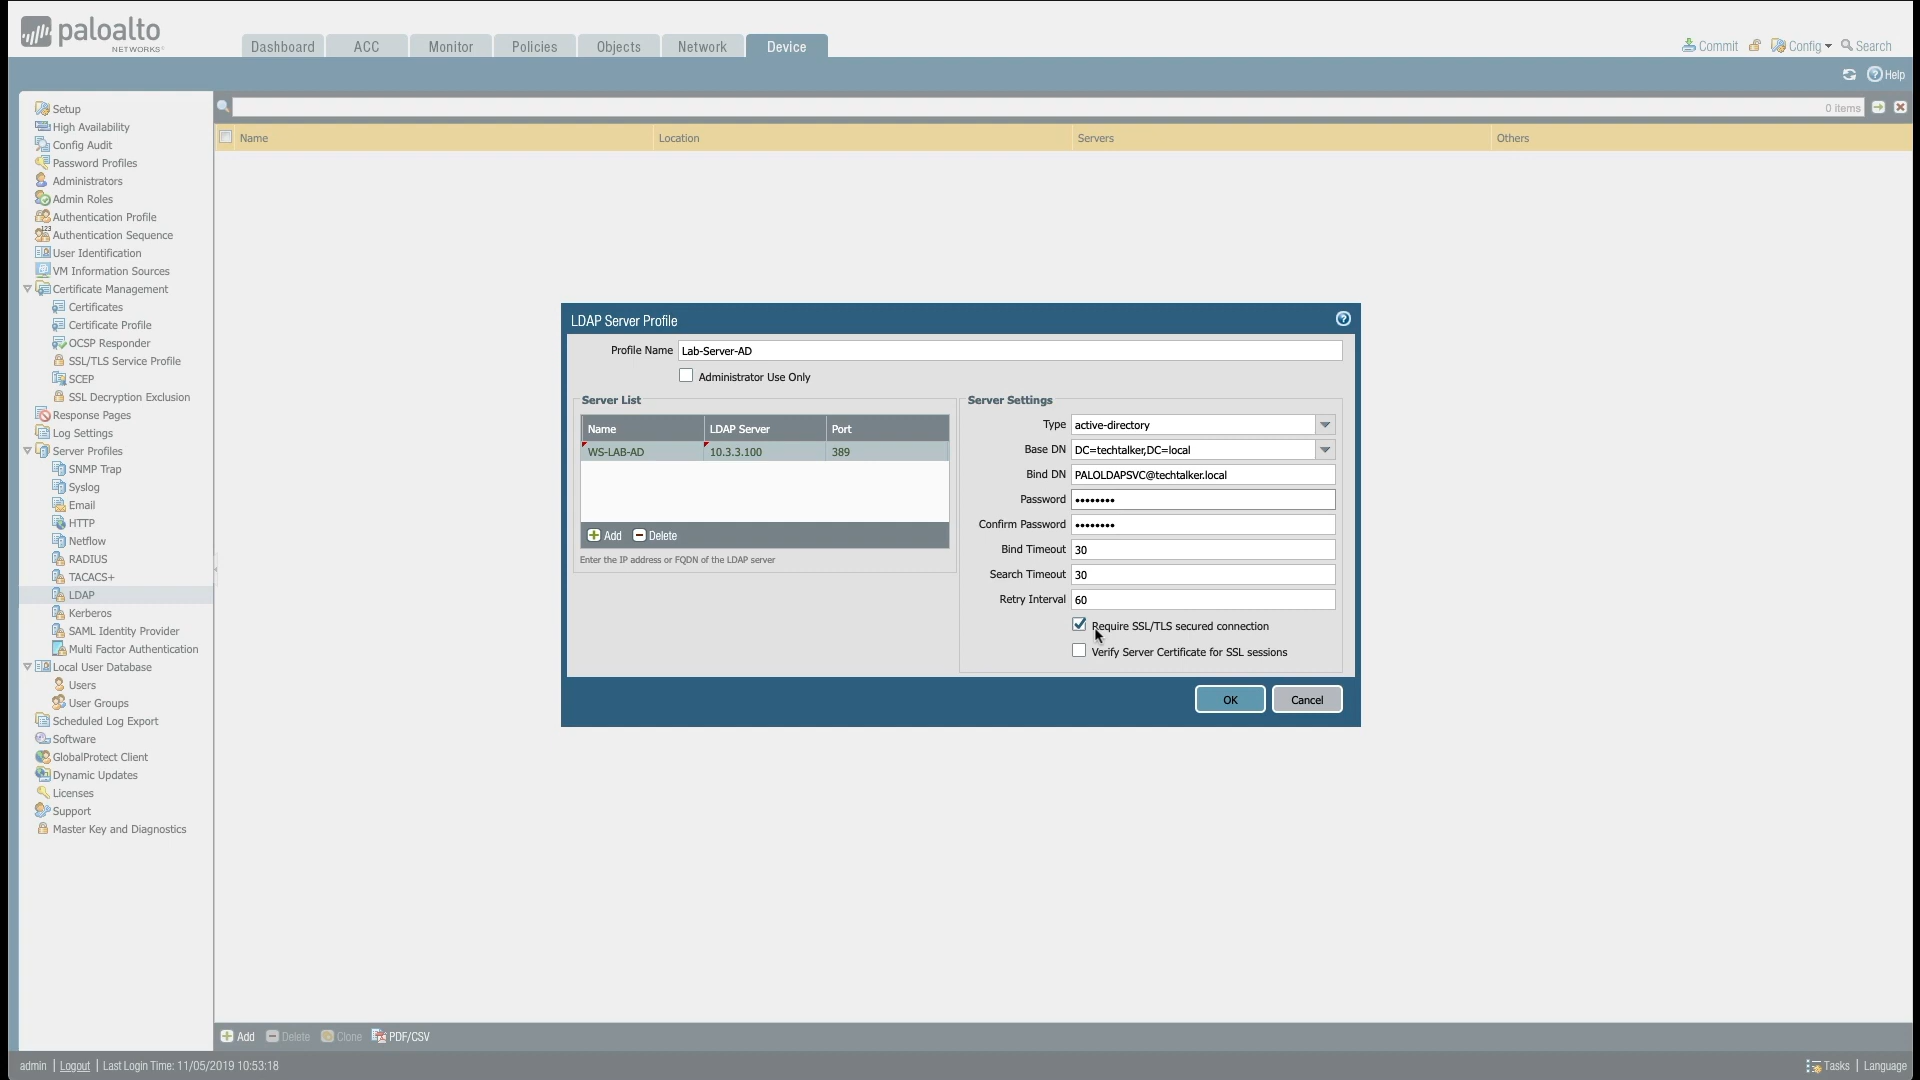 paloalto
NETWORKS
Dashboard
ACC
Monitor
Policies
Objects
Network
Device
Commit
Config
Search
Help
Setup
High Availability
Config Audit
Password Profiles
Administrators
Admin Roles
Authentication Profile
Authentication Sequence
User Identification
VM Information Sources
Certificate Management
Certificates
Certificate Profile
OCSP Responder
SSL/TLS Service Profile
SCEP
SSL Decryption Exclusion
Response Pages
Log Settings
Server Profiles
SNMP Trap
Syslog
Email
HTTP
Netflow
RADIUS
TACACS+
LDAP
Kerberos
SAML Identity Provider
Multi Factor Authentication
Local User Database
Users
User Groups
Scheduled Log Export
Software
GlobalProtect Client
Dynamic Updates
Licenses
Support
Master Key and Diagnostics
0 items
Name
Location
Servers
Others
LDAP Server Profile
Profile Name
Lab-Server-AD
Administrator Use Only
Server List
Name
LDAP Server
Port
WS-LAB-AD
10.3.3.100
389
Add
Delete
Enter the IP address or FQDN of the LDAP server
Server Settings
Type
active-directory
Base DN
DC=techtalker,DC=local
Bind DN
PALOLDAPSVC@techtalker.local
Password
••••••••
Confirm Password
••••••••
Bind Timeout
30
Search Timeout
30
Retry Interval
60
Require SSL/TLS secured connection
Verify Server Certificate for SSL sessions
OK
Cancel
Add
Delete
Clone
PDF/CSV
admin | Logout | Last Login Time: 11/05/2019 10:53:18
Tasks | Language